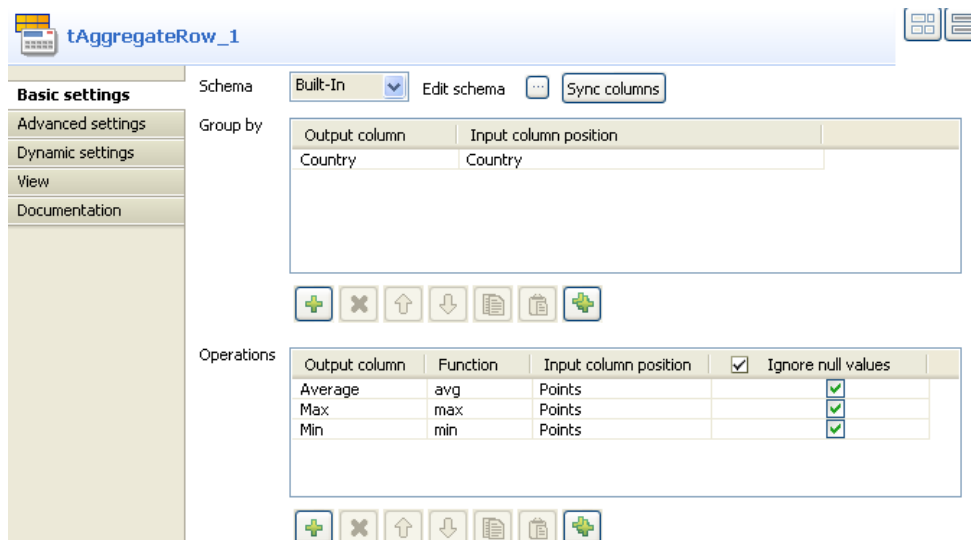 tAggregateRow_1
Basic settings
Advanced settings
Dynamic settings
View
Documentation
Schema Built-In Edit schema ... Sync columns
Group by
Output column Input column position
Country Country
Operations
Output column Function Input column position Ignore null values
Average avg Points
Max max Points
Min min Points